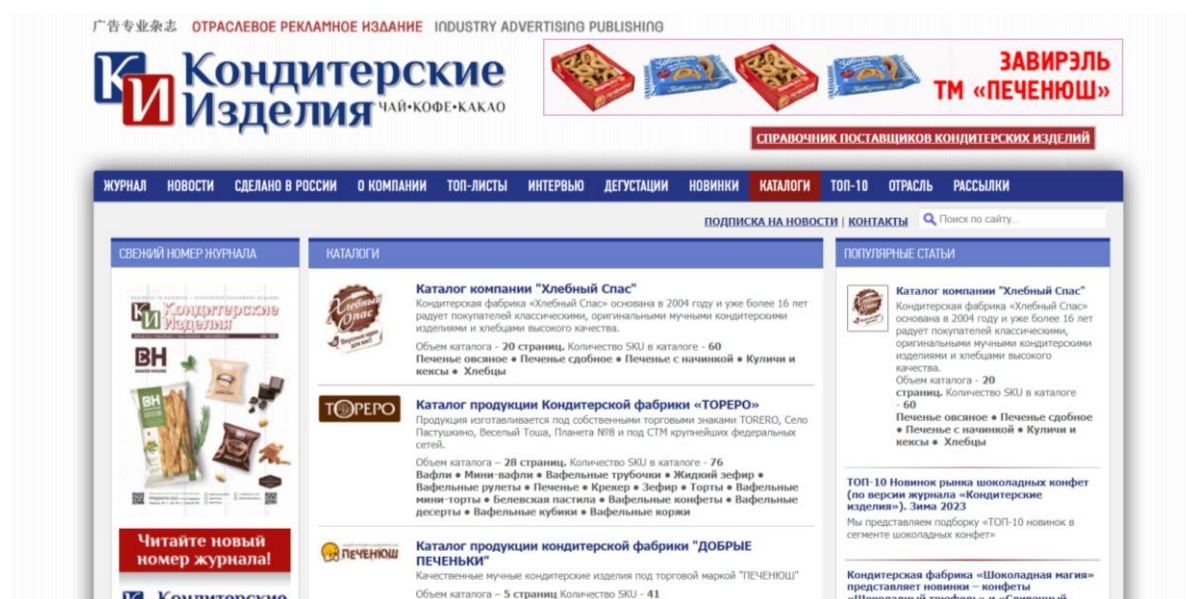 广告专业杂志 ОТРАСЛЕВОЕ РЕКЛАМНОЕ ИЗДАНИЕ INDUSTRY ADVERTISING PUBLISHING
КИ Кондитерские
Изделия ЧАЙ•КОФЕ•КАКАО
ЗАВИРЭЛЬ
ТМ «ПЕЧЕНЮШ»
СПРАВОЧНИК ПОСТАВЩИКОВ КОНДИТЕРСКИХ ИЗДЕЛИЙ
ЖУРНАЛ НОВОСТИ СДЕЛАНО В РОССИИ О КОМПАНИИ ТОП-ЛИСТЫ ИНТЕРВЬЮ ДЕГУСТАЦИИ НОВИНКИ КАТАЛОГИ ТОП-10 ОТРАСЛЬ РАССЫЛКИ
ПОДПИСКА НА НОВОСТИ | КОНТАКТЫ Поиск по сайту...
СВЕЖИЙ НОМЕР ЖУРНАЛА
КИ Кондитерские
Изделия
BH
BH
Читайте новый
номер журнала!
Кондитерские
КАТАЛОГИ
Хлебный
Спас
Каталог компании "Хлебный Спас"
Кондитерская фабрика «Хлебный Спас» основана в 2004 году и уже более 16 лет
радует покупателей классическими, оригинальными мучными кондитерскими
изделиями и хлебцами высокого качества.
Объем каталога - 20 страниц. Количество SKU в каталоге - 60
Печенье овсяное ● Печенье сдобное ● Печенье с начинкой ● Куличи и
кексы ● Хлебцы
ТОРЕРО
Каталог продукции Кондитерской фабрики «ТОРЕРО»
Продукция изготавливается под собственными торговыми знаками TORERO, Село
Пастушкино, Веселый Тоша, Планета №8 и под СТМ крупнейших федеральных
сетей.
Объем каталога – 28 страниц. Количество SKU в каталоге - 76
Вафли ● Мини-вафли ● Вафельные трубочки ● Жидкий зефир ●
Вафельные рулеты ● Печенье ● Крекер ● Зефир ● Торты ● Вафельные
мини-торты ● Белевская пастила ● Вафельные конфеты ● Вафельные
десерты ● Вафельные кубики ● Вафельные коржи
ПЕЧЕНЮШ
Каталог продукции кондитерской фабрики "ДОБРЫЕ
ПЕЧЕНЬКИ"
Качественные мучные кондитерские изделия под торговой маркой "ПЕЧЕНЮШ"
Объем каталога – 5 страниц Количество SKU - 41
ПОПУЛЯРНЫЕ СТАТЬИ
Каталог компании "Хлебный Спас"
Кондитерская фабрика «Хлебный Спас»
основана в 2004 году и уже более 16 лет
радует покупателей классическими,
оригинальными мучными кондитерскими
изделиями и хлебцами высокого
качества.
Объем каталога - 20
страниц. Количество SKU в каталоге
- 60
Печенье овсяное ● Печенье сдобное
● Печенье с начинкой ● Куличи и
кексы ● Хлебцы
ТОП-10 Новинок рынка шоколадных конфет
(по версии журнала «Кондитерские
изделия»). Зима 2023
Мы представляем подборку «ТОП-10 новинок в
сегменте шоколадных конфет»
Кондитерская фабрика «Шоколадная магия»
представляет новинки – конфеты
«Шоколадный трюфель» и «Сливочный